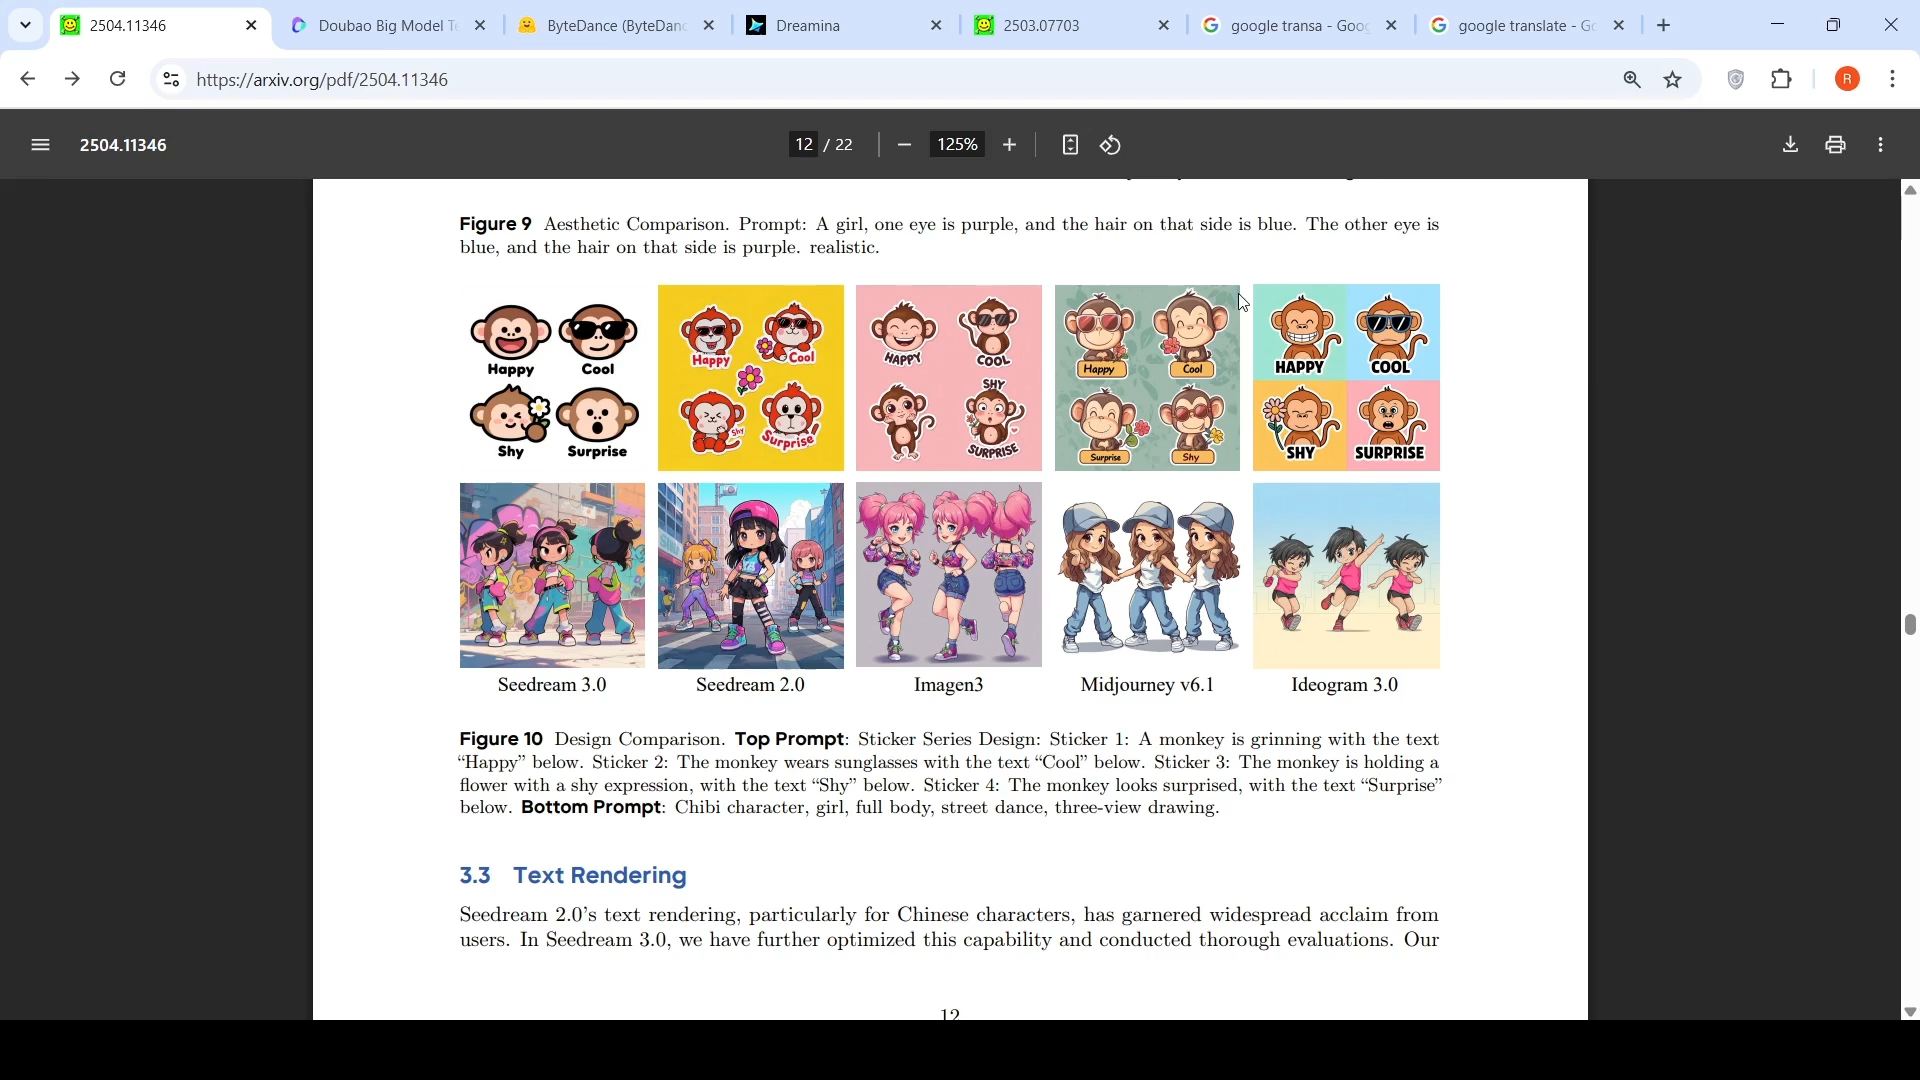 2504.11346
Doubao Big Model Te
ByteDance (ByteDanc
Dreamina
2503.07703
google transa - Goog
google translate - Go
https://arxiv.org/pdf/2504.11346
R
2504.11346
12 / 22
125%
Figure 9 Aesthetic Comparison. Prompt: A girl, one eye is purple, and the hair on that side is blue. The other eye is
blue, and the hair on that side is purple. realistic.
Happy
Cool
Shy
Surprise
Happy
Cool
Shy
Surprise
HAPPY
COOL
SHY
SURPRISE
Happy
Cool
Surprise
Shy
HAPPY
COOL
SHY
SURPRISE
Seedream 3.0
Seedream 2.0
Imagen3
Midjourney v6.1
Ideogram 3.0
Figure 10 Design Comparison. Top Prompt: Sticker Series Design: Sticker 1: A monkey is grinning with the text
“Happy” below. Sticker 2: The monkey wears sunglasses with the text “Cool” below. Sticker 3: The monkey is holding a
flower with a shy expression, with the text “Shy” below. Sticker 4: The monkey looks surprised, with the text “Surprise”
below. Bottom Prompt: Chibi character, girl, full body, street dance, three-view drawing.
3.3 Text Rendering
Seedream 2.0’s text rendering, particularly for Chinese characters, has garnered widespread acclaim from
users. In Seedream 3.0, we have further optimized this capability and conducted thorough evaluations. Our
12